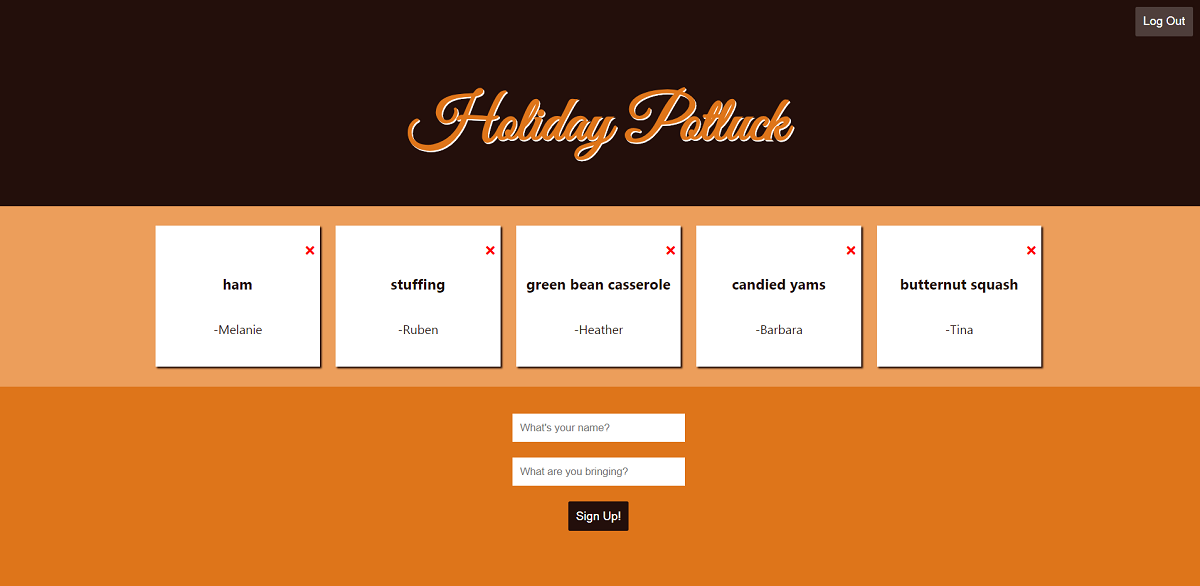 Log Out
Holiday Potluck
ham
-Melanie
stuffing
-Ruben
green bean casserole
-Heather
candied yams
-Barbara
butternut squash
-Tina
What's your name?
What are you bringing?
Sign Up!